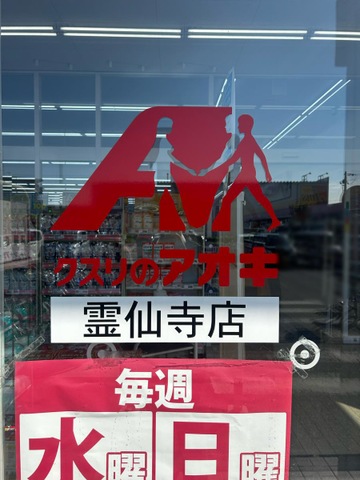 クスリのアオキ
霊仙寺店
毎週
水曜 日曜